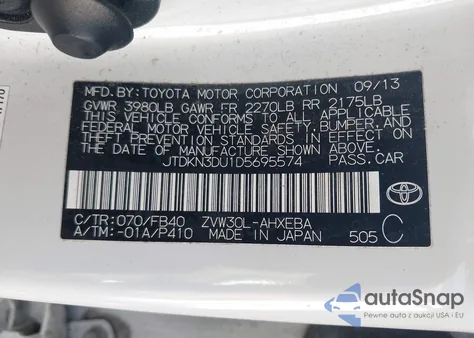 MFD. BY: TOYOTA MOTOR CORPORATION 09/13
GVWR 3980LB GAWR FR 2270LB RR 2175LB
THIS VEHICLE CONFORMS TO ALL APPLICABLE
FEDERAL MOTOR VEHICLE SAFETY, BUMPER, AND
THEFT PREVENTION STANDARDS IN EFFECT ON
THE DATE OF MANUFACTURE SHOWN ABOVE.
JTDKN3DU1D5695574 PASS.CAR
C/TR: 070/FB40 ZVW30L-AHXEBA
A/TM: -01A/P410 MADE IN JAPAN 505 C
TOYOTA
autoSnap
Pewne auta z aukcji USA i EU